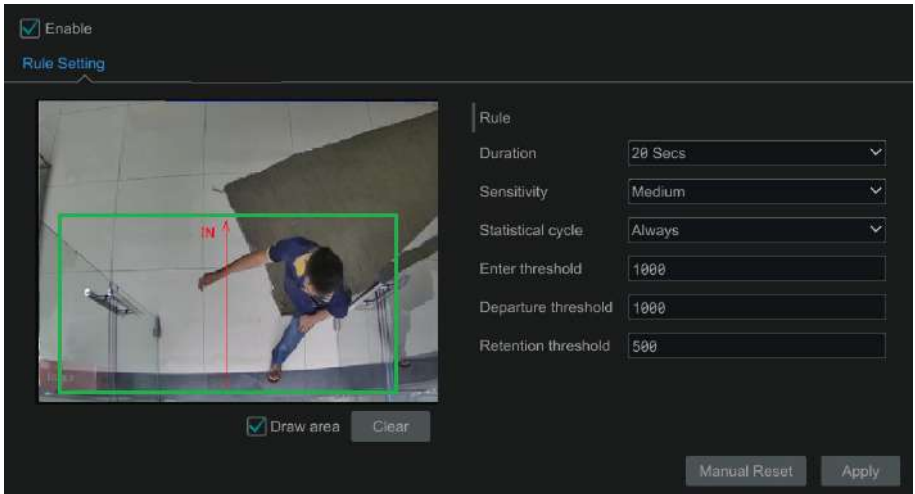 Enable
Rule Setting
IN
Rule
Duration 20 Secs
Sensitivity Medium
Statistical cycle Always
Enter threshold 1000
Departure threshold 1000
Retention threshold 500
Draw area Clear
Manual Reset Apply